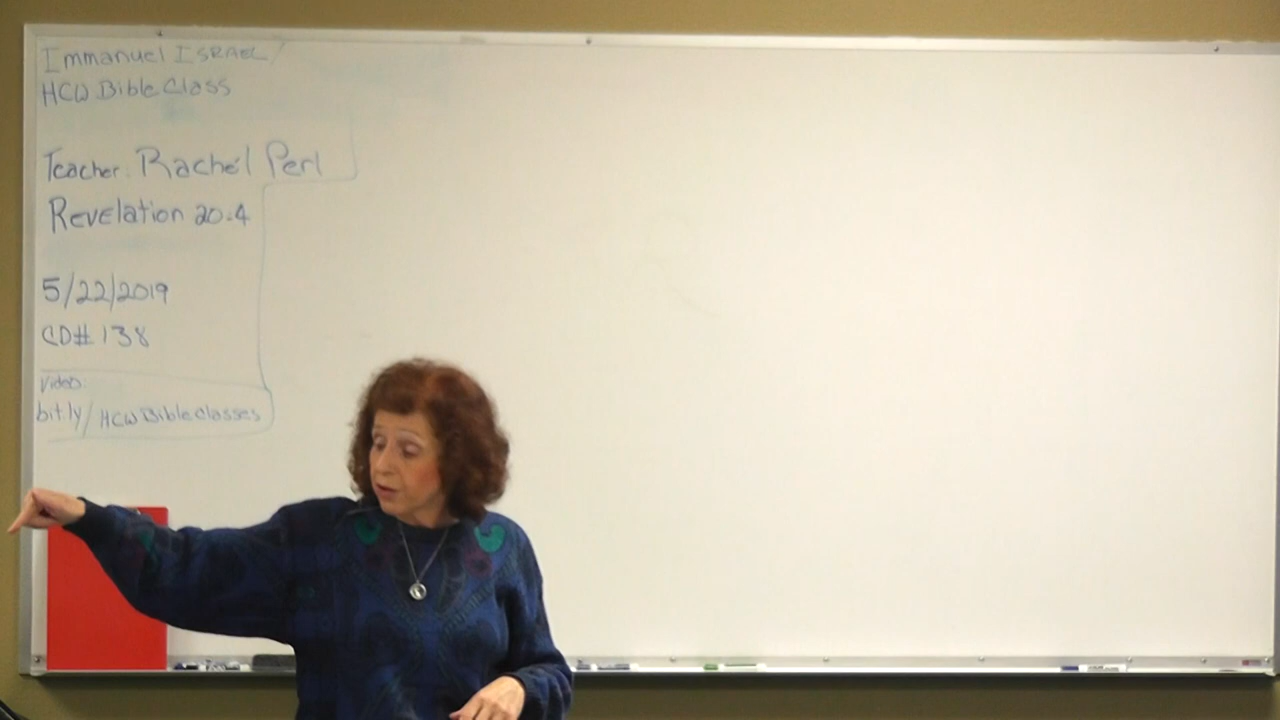 Immanuel ISRAEL/
HCW Bible Class
Teacher: Rachel Perl
Revelation 20:4
5/22/2019
CD# 138
Video:
bit.ly/HCWBibleClasses